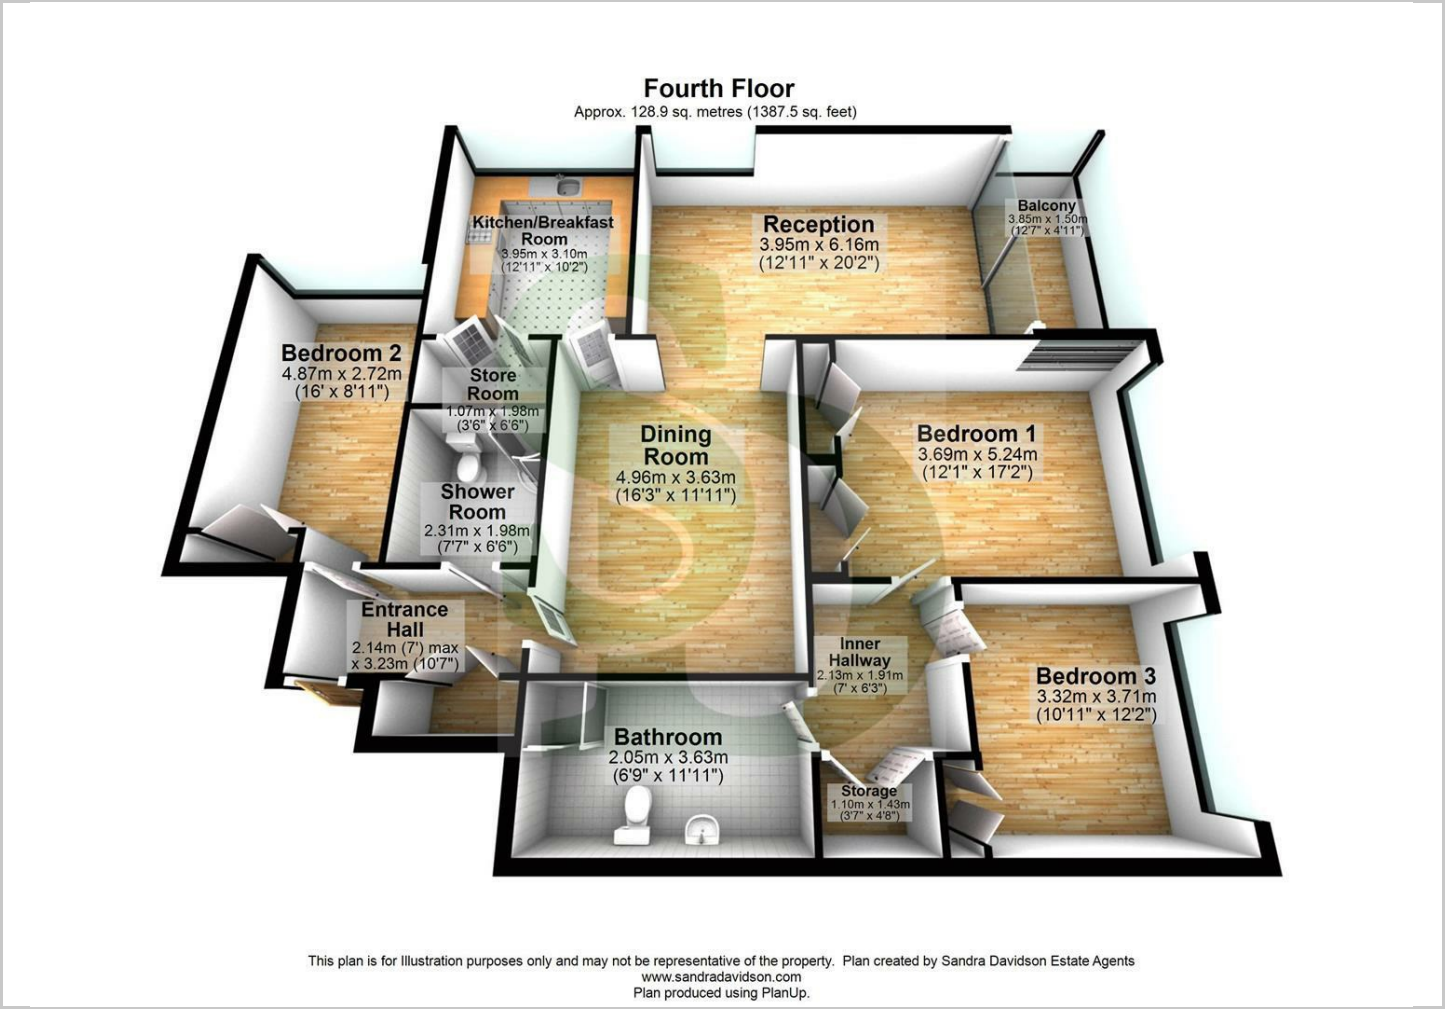 Fourth Floor
Approx. 128.9 sq. metres (1387.5 sq. feet)
Kitchen/Breakfast
Room
3.95m x 3.10m
(12'11" x 10'2")
Reception
3.95m x 6.16m
(12'11" x 20'2")
Balcony
3.85m x 1.50m
(12'7" x 4'11")
Bedroom 2
4.87m x 2.72m
(16' x 8'11")
Store
Room
1.07m x 1.98m
(3'6" x 6'6")
Dining
Room
4.96m x 3.63m
(16'3" x 11'11")
Bedroom 1
3.69m x 5.24m
(12'1" x 17'2")
Shower
Room
2.31m x 1.98m
(7'7" x 6'6")
Entrance
Hall
2.14m (7') max
x 3.23m (10'7")
Inner
Hallway
2.13m x 1.91m
(7' x 6'3")
Bedroom 3
3.32m x 3.71m
(10'11" x 12'2")
Bathroom
2.05m x 3.63m
(6'9" x 11'11")
Storage
1.10m x 1.43m
(3'7" x 4'8")
This plan is for Illustration purposes only and may not be representative of the property.  Plan created by Sandra Davidson Estate Agents
www.sandradavidson.com
Plan produced using PlanUp.